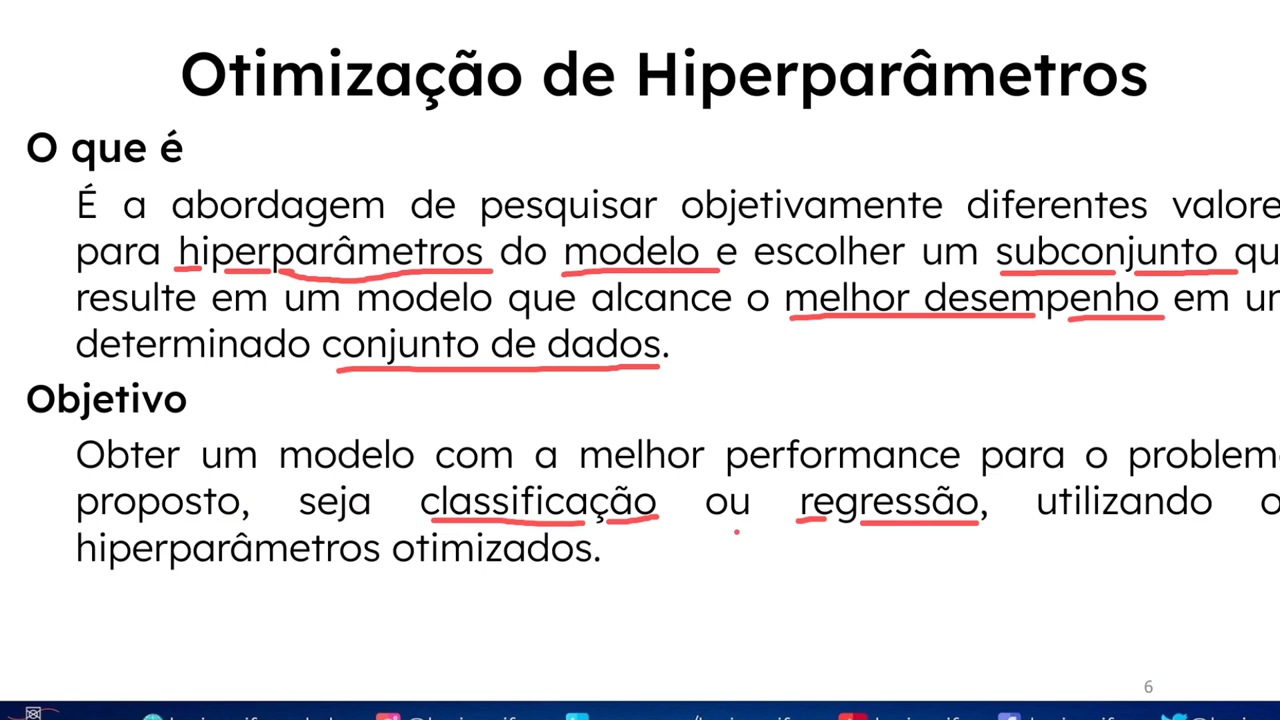 Otimização de Hiperparâmetros
O que é
É a abordagem de pesquisar objetivamente diferentes valore
para hiperparâmetros do modelo e escolher um subconjunto qu
resulte em um modelo que alcance o melhor desempenho em
determinado conjunto de dados.
Objetivo
Obter um modelo com a melhor performance para o problem
proposto, seja classificação ou regressão, utilizando o
hiperparâmetros otimizados.
6